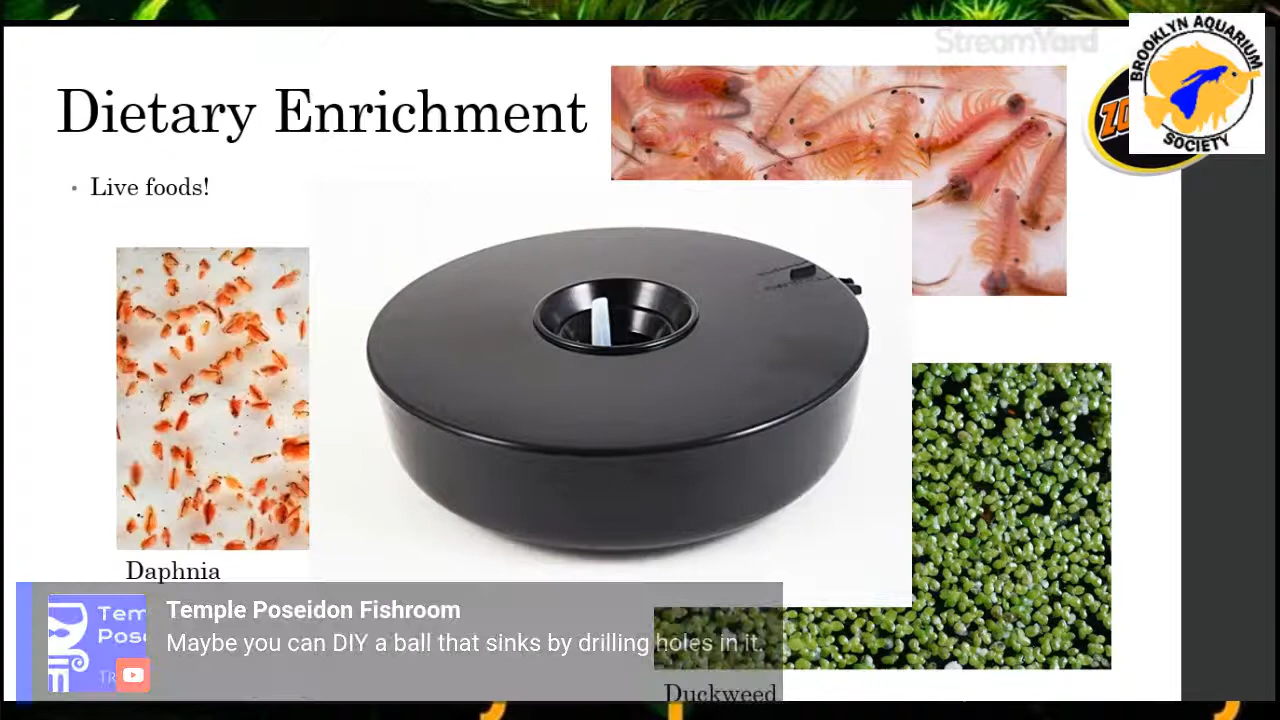 StreamYard
BROOKLYN AQUARIUM
SOCIETY
Dietary Enrichment
• Live foods!
Daphnia
Temple Poseidon Fishroom
Maybe you can DIY a ball that sinks by drilling holes in it.
Duckweed